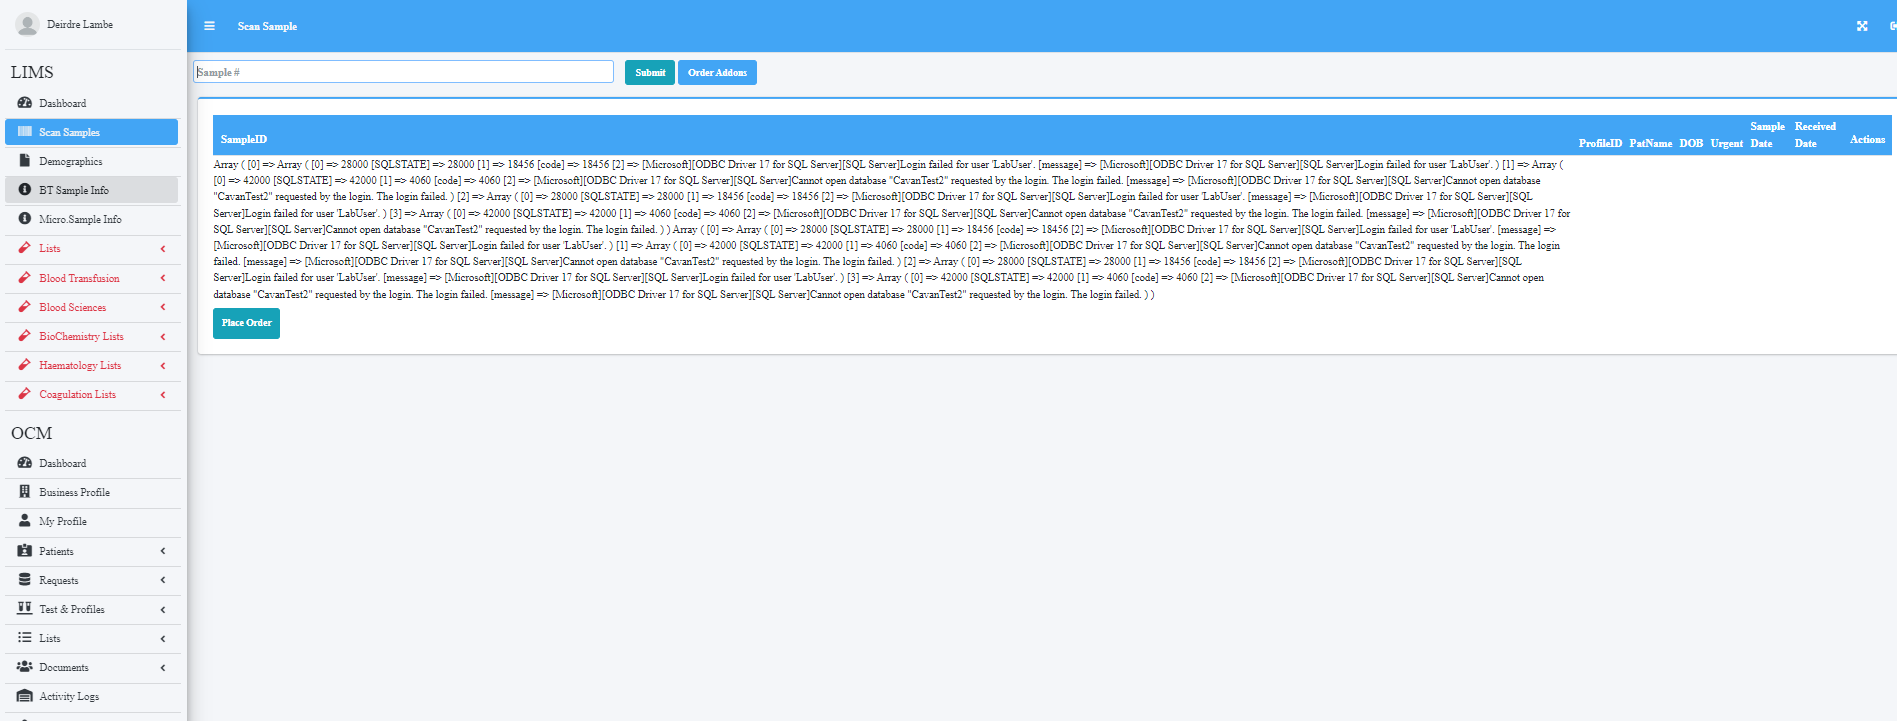 Deirdre Lambe
LIMS
Dashboard
Scan Samples
Demographics
BT Sample Info
Micro.Sample Info
Lists
Blood Transfusion
Blood Sciences
BioChemistry Lists
Haematology Lists
Coagulation Lists
OCM
Dashboard
Business Profile
My Profile
Patients
Requests
Test & Profiles
Lists
Documents
Activity Logs
Scan Sample
Sample #
Submit
Order Addons
SampleID
ProfileID
PatName
DOB
Urgent
Sample
Date
Received
Date
Actions
Array ( [0] => Array ( [0] => 28000 [SQLSTATE] => 28000 [1] => 18456 [code] => 18456 [2] => [Microsoft][ODBC Driver 17 for SQL Server][SQL Server]Login failed for user 'LabUser'. [message] => [Microsoft][ODBC Driver 17 for SQL Server][SQL Server]Login failed for user 'LabUser'. ) [1] => Array (
[0] => 42000 [SQLSTATE] => 42000 [1] => 4060 [code] => 4060 [2] => [Microsoft][ODBC Driver 17 for SQL Server][SQL Server]Cannot open database "CavanTest2" requested by the login. The login failed. [message] => [Microsoft][ODBC Driver 17 for SQL Server][SQL Server]Cannot open database
"CavanTest2" requested by the login. The login failed. ) [2] => Array ( [0] => 28000 [SQLSTATE] => 28000 [1] => 18456 [code] => 18456 [2] => [Microsoft][ODBC Driver 17 for SQL Server][SQL Server]Login failed for user 'LabUser'. [message] => [Microsoft][ODBC Driver 17 for SQL Server][SQL
Server]Login failed for user 'LabUser'. ) [3] => Array ( [0] => 42000 [SQLSTATE] => 42000 [1] => 4060 [code] => 4060 [2] => [Microsoft][ODBC Driver 17 for SQL Server][SQL Server]Cannot open database "CavanTest2" requested by the login. The login failed. [message] => [Microsoft][ODBC Driver 17 for
SQL Server][SQL Server]Cannot open database "CavanTest2" requested by the login. The login failed. ) ) Array ( [0] => Array ( [0] => 28000 [SQLSTATE] => 28000 [1] => 18456 [code] => 18456 [2] => [Microsoft][ODBC Driver 17 for SQL Server][SQL Server]Login failed for user 'LabUser'. [message] =>
[Microsoft][ODBC Driver 17 for SQL Server][SQL Server]Login failed for user 'LabUser'. ) [1] => Array ( [0] => 42000 [SQLSTATE] => 42000 [1] => 4060 [code] => 4060 [2] => [Microsoft][ODBC Driver 17 for SQL Server][SQL Server]Cannot open database "CavanTest2" requested by the login. The login
failed. [message] => [Microsoft][ODBC Driver 17 for SQL Server][SQL Server]Cannot open database "CavanTest2" requested by the login. The login failed. ) [2] => Array ( [0] => 28000 [SQLSTATE] => 28000 [1] => 18456 [code] => 18456 [2] => [Microsoft][ODBC Driver 17 for SQL Server][SQL
Server]Login failed for user 'LabUser'. [message] => [Microsoft][ODBC Driver 17 for SQL Server][SQL Server]Login failed for user 'LabUser'. ) [3] => Array ( [0] => 42000 [SQLSTATE] => 42000 [1] => 4060 [code] => 4060 [2] => [Microsoft][ODBC Driver 17 for SQL Server][SQL Server]Cannot open
database "CavanTest2" requested by the login. The login failed. [message] => [Microsoft][ODBC Driver 17 for SQL Server][SQL Server]Cannot open database "CavanTest2" requested by the login. The login failed. ) )
Place Order